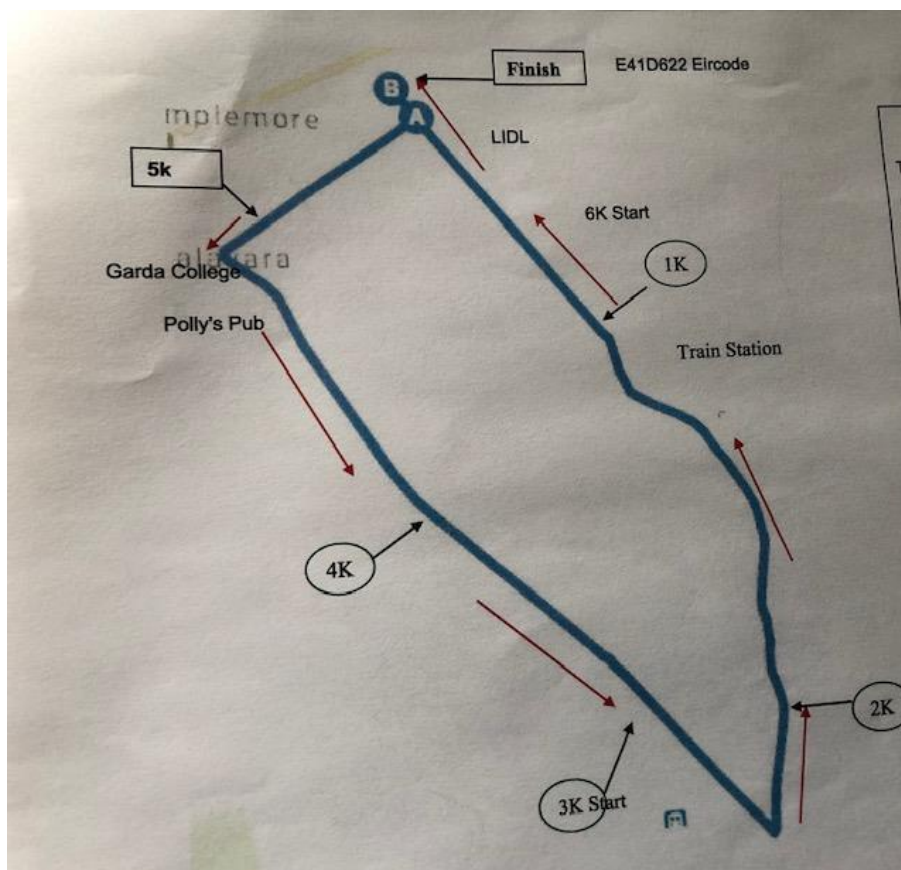 B
Finish
E41D622 Eircode
A
mplemore
LIDL
5k
6K Start
1K
Garda College
Polly's Pub
Train Station
4K
2K
3K Start